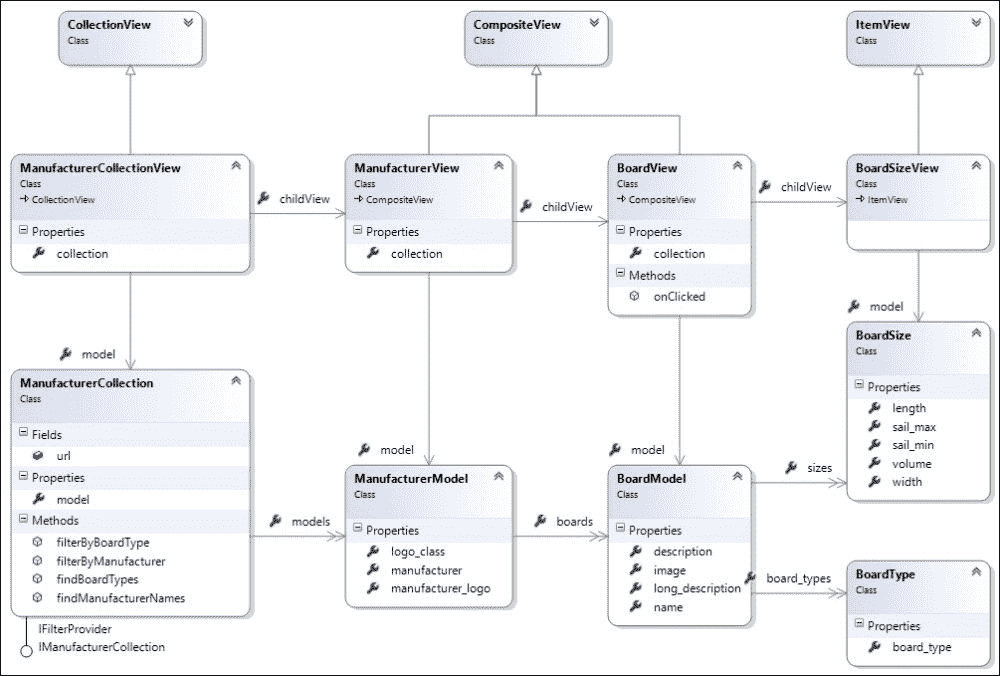 CollectionView
Class
CompositeView
Class
ItemView
Class
ManufacturerCollectionView
Class
CollectionView
Properties
collection
childView
ManufacturerView
Class
CompositeView
Properties
collection
childView
BoardView
Class
CompositeView
Properties
collection
Methods
onClicked
childView
BoardSizeView
Class
ItemView
model
ManufacturerCollection
Class
Fields
url
Properties
model
Methods
filterByBoardType
filterByManufacturer
findBoardTypes
findManufacturerNames
IFilterProvider
IManufacturerCollection
models
model
ManufacturerModel
Class
Properties
logo_class
manufacturer
manufacturer_logo
boards
model
BoardModel
Class
Properties
description
image
long_description
name
sizes
board_types
model
BoardSize
Class
Properties
length
sail_max
sail_min
volume
width
BoardType
Class
Properties
board_type